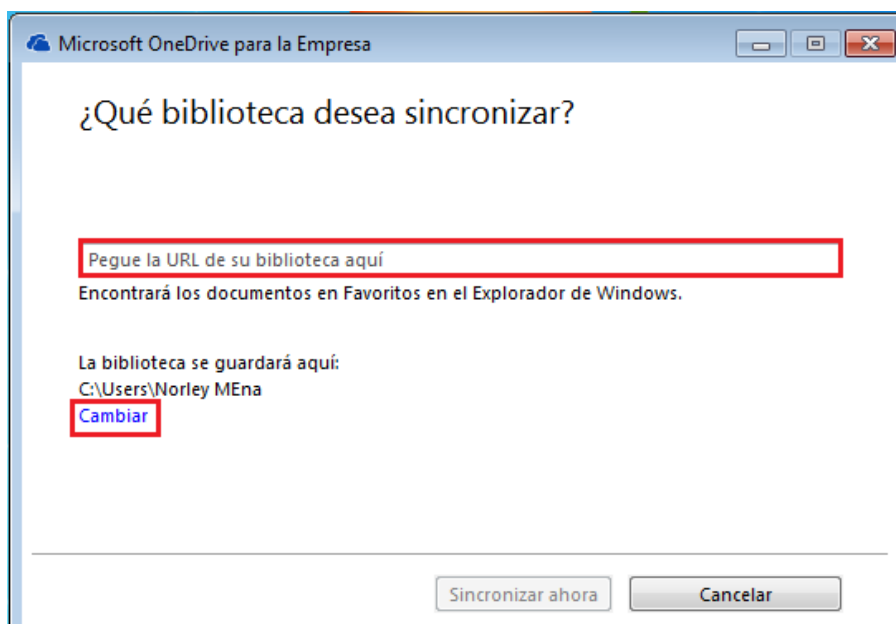 Microsoft OneDrive para la Empresa
¿Qué biblioteca desea sincronizar?
Pegue la URL de su biblioteca aquí
Encontrará los documentos en Favoritos en el Explorador de Windows.
La biblioteca se guardará aquí:
C:\Users\Norley MEna
Cambiar
Sincronizar ahora
Cancelar